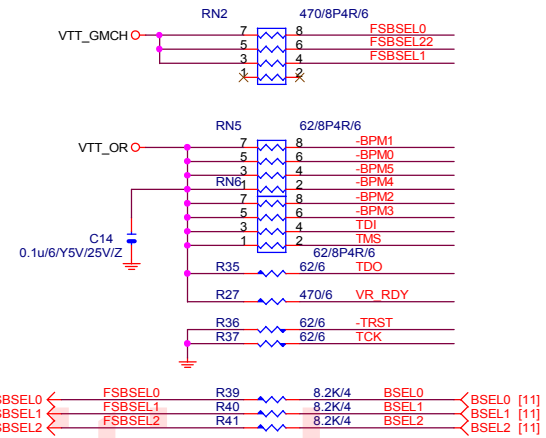 RN2 470/8P4R/6
VTT_GMCH 7 8 FSBSEL0
5 6 FSBSEL22
3 4 FSBSEL1
1 2
RN5 62/8P4R/6
VTT_OR 7 8 -BPM1
5 6 -BPM0
3 4 -BPM5
RN6 1 2 -BPM4
7 8 -BPM2
5 6 -BPM3
3 4 TDI
1 2 TMS
C14 62/8P4R/6
0.1u/6/Y5V/25V/Z
R35 62/6 TDO
R27 470/6 VR_RDY
R36 62/6 -TRST
R37 62/6 TCK
SBSEL0 FSBSEL0 R39 8.2K/4 BSEL0 BSEL0 [11]
SBSEL1 FSBSEL1 R40 8.2K/4 BSEL1 BSEL1 [11]
SBSEL2 FSBSEL2 R41 8.2K/4 BSEL2 BSEL2 [11]